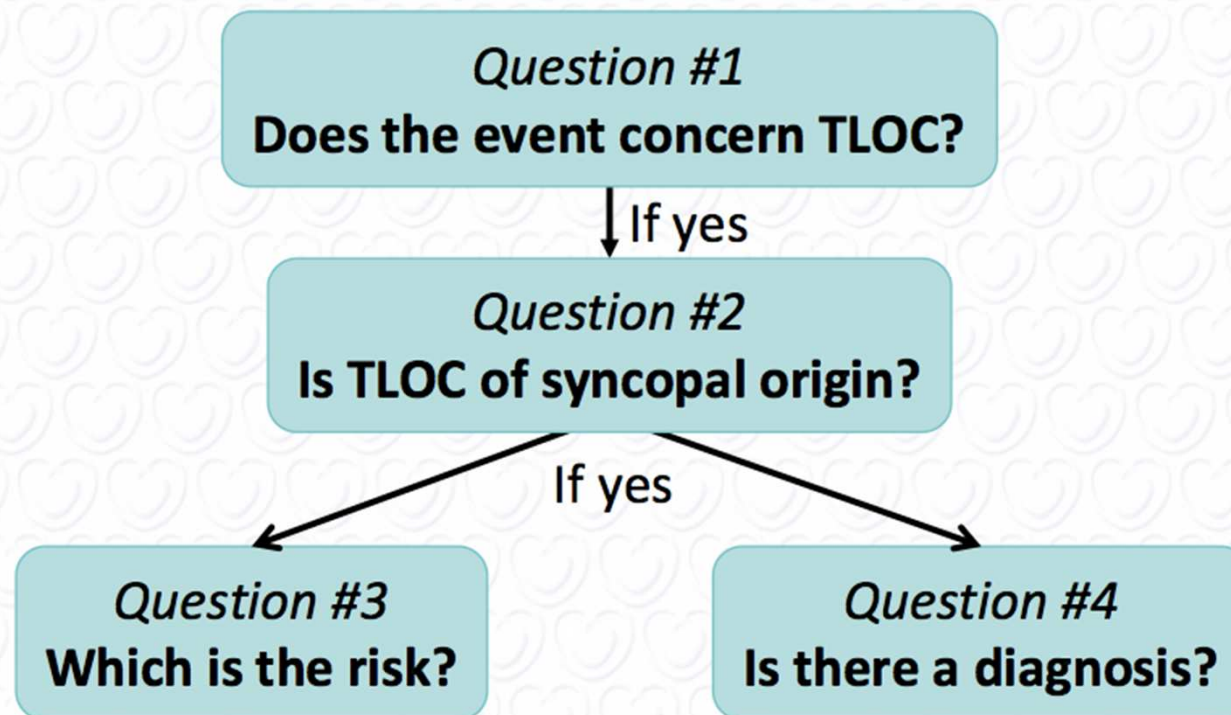 Question #1
Does the event concern TLOC?
If yes
Question #2
Is TLOC of syncopal origin?
If yes
Question #3
Which is the risk?
Question #4
Is there a diagnosis?